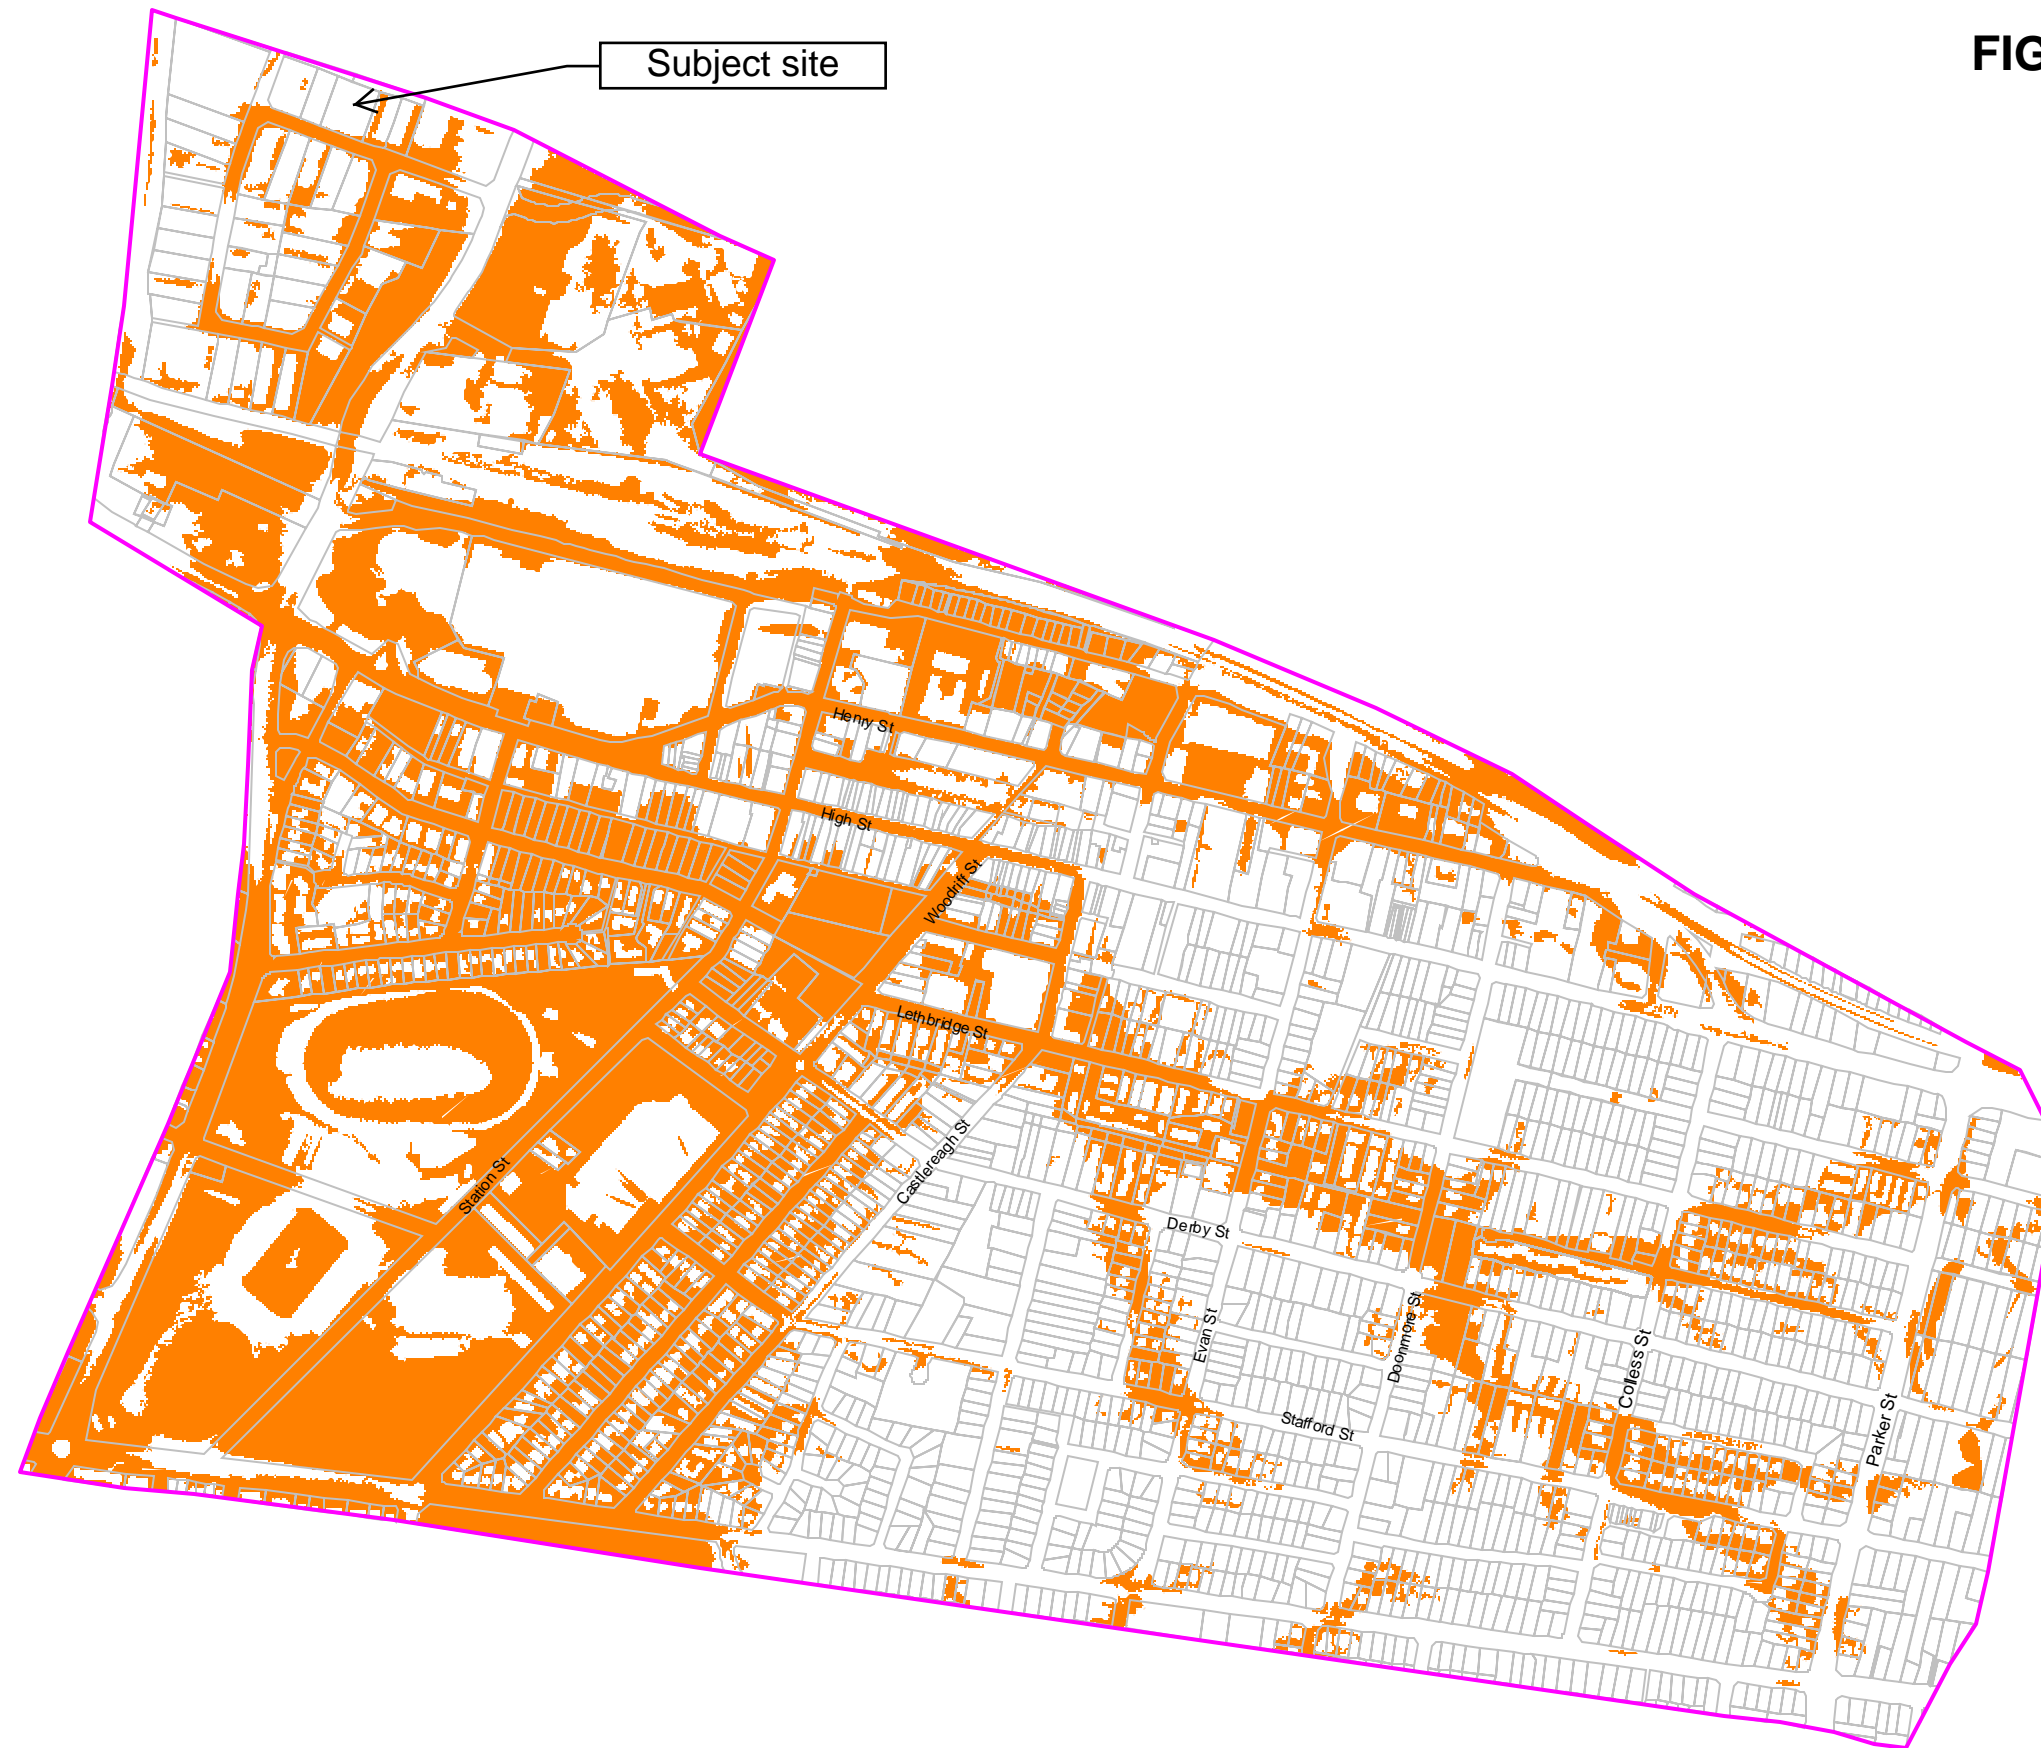 FIG
Subject site
Henry St
High St
Woodriff St
Lethbridge St
Castlereagh St
Station St
Derby St
Evan St
Doonmore St
Colless St
Stafford St
Parker St